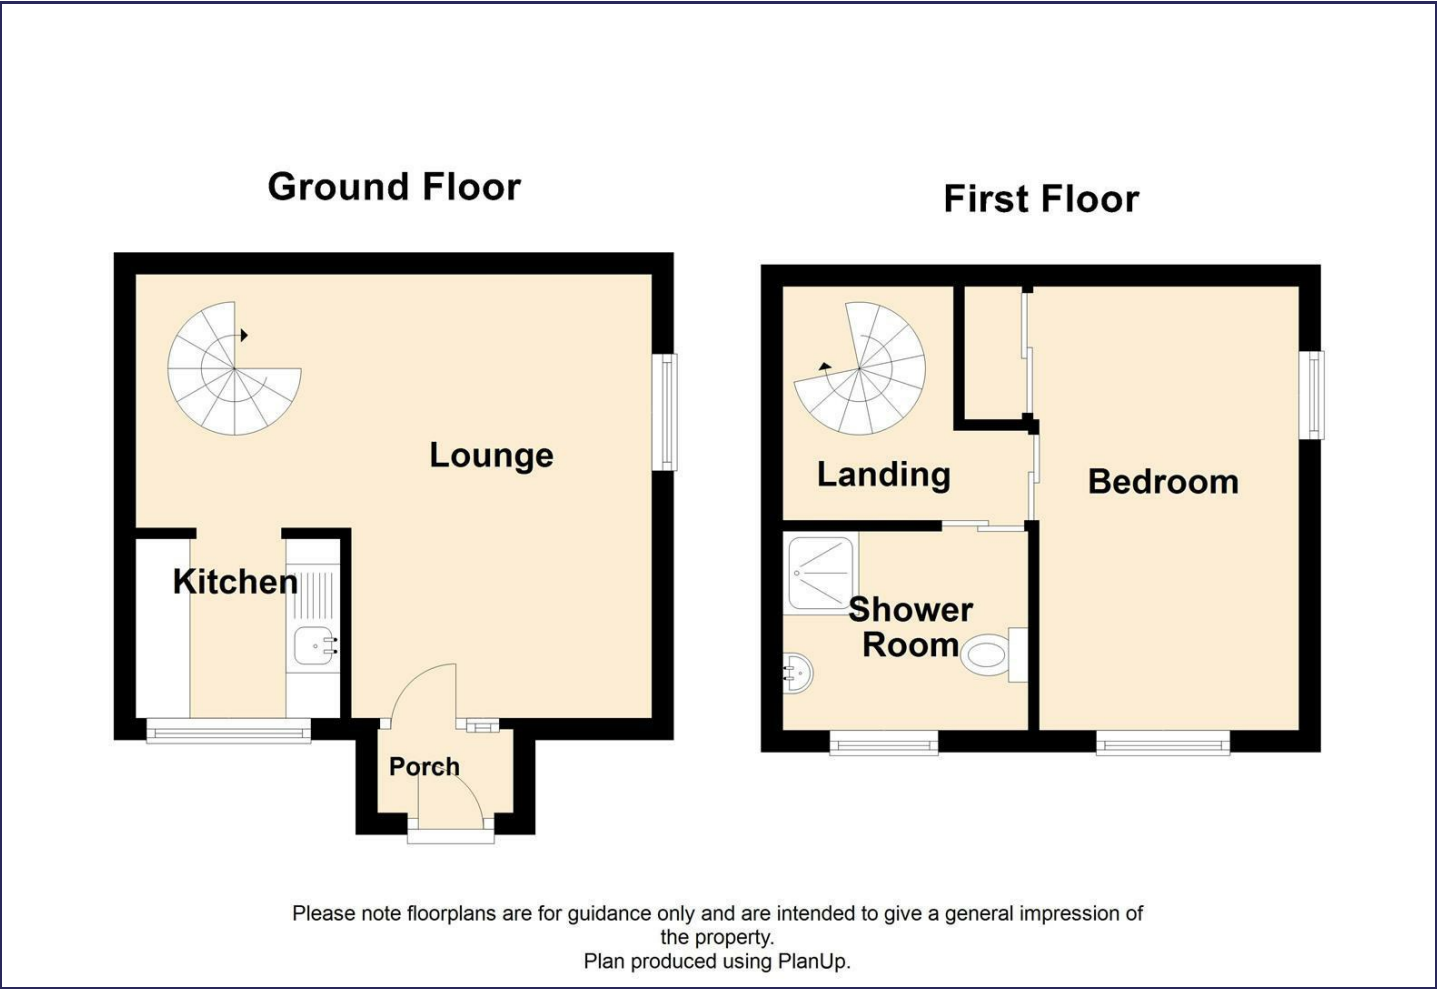 Ground Floor
First Floor
Lounge
Landing
Bedroom
Kitchen
Shower
Room
Porch
Please note floorplans are for guidance only and are intended to give a general impression of
the property.
Plan produced using PlanUp.